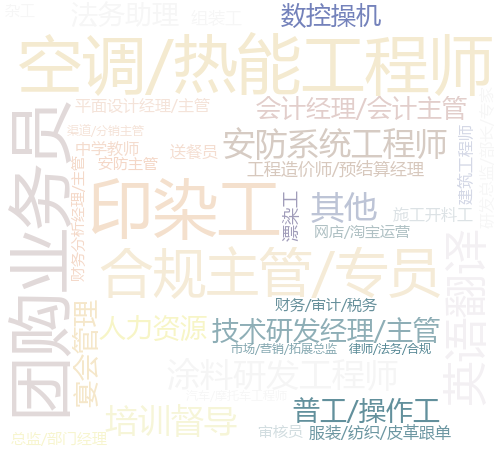 杂工
法务助理
组装工
数控操机
空调/热能工程师
平面设计经理/主管
会计经理/会计主管
渠道/分销主管
中学教师
送餐员
安防系统工程师
建筑工程师
安防主管
工程造价师/预结算经理
财务分析经理/主管
团购业务员
印染工
漂染工
其他
施工开料工
网店/淘宝运营
合规主管/专员
英语翻译
财务/审计/税务
宴会管理
人力资源
技术研发经理/主管
市场/营销/拓展总监
律师/法务/合规
涂料研发工程师
汽车/摩托车工程师
普工/操作工
培训督导
审核员
服装/纺织/皮革跟单
总监/部门经理